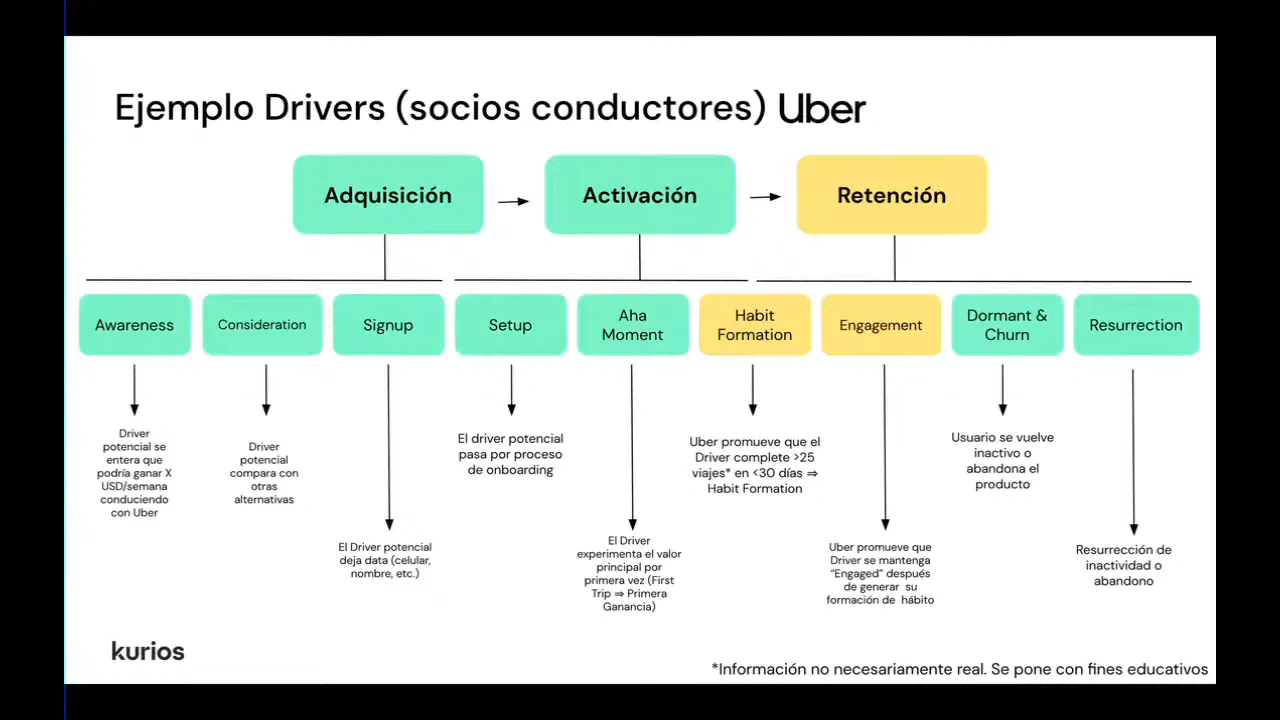 Ejemplo Drivers (socios conductores) Uber
Adquisición
Activación
Retención
Awareness
Consideration
Signup
Setup
Aha
Moment
Habit
Formation
Engagement
Dormant &
Churn
Resurrection
Driver
potencial se
entera que
podría ganar X
USD/semana
conduciendo
con Uber
Driver
potencial
compara con
otras
alternativas
El Driver potencial
deja data (celular,
nombre, etc.)
El driver potencial
pasa por proceso
de onboarding
El Driver
experimenta el valor
principal por
primera vez (First
Trip ⇒ Primera
Ganancia)
Uber promueve que el
Driver complete >25
viajes* en <30 días ⇒
Habit Formation
Uber promueve que
Driver se mantenga
“Engaged” después
de generar su
formación de hábito
Usuario se vuelve
inactivo o
abandona el
producto
Resurrección de
inactividad o
abandono
kurios
*Información no necesariamente real. Se pone con fines educativos